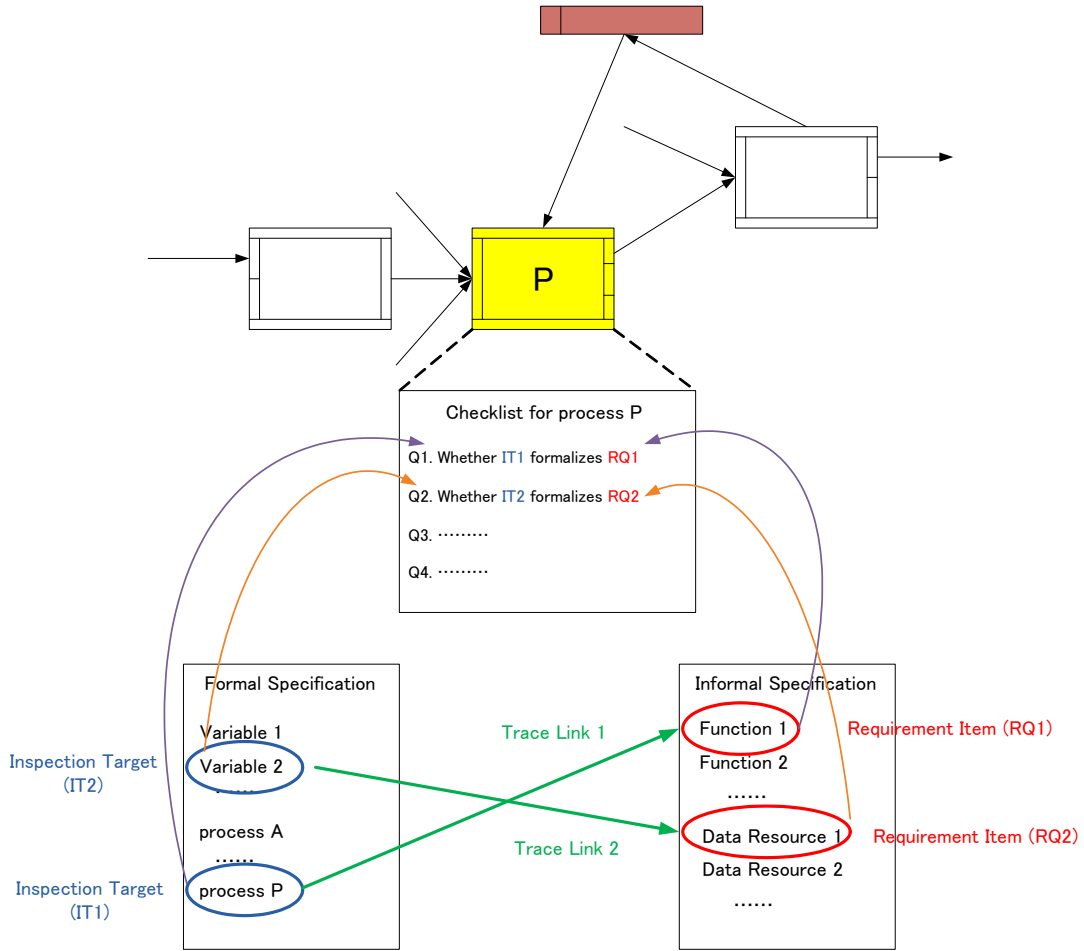 P
Checklist for process P
Q1. Whether IT1 formalizes RQ1
Q2. Whether IT2 formalizes RQ2
Q3. ………
Q4. ………
Formal Specification
Variable 1
Variable 2
……
process A
……
process P
Inspection Target
(IT2)
Inspection Target
(IT1)
Trace Link 1
Trace Link 2
Informal Specification
Function 1
Function 2
……
Data Resource 1
Data Resource 2
……
Requirement Item (RQ1)
Requirement Item (RQ2)